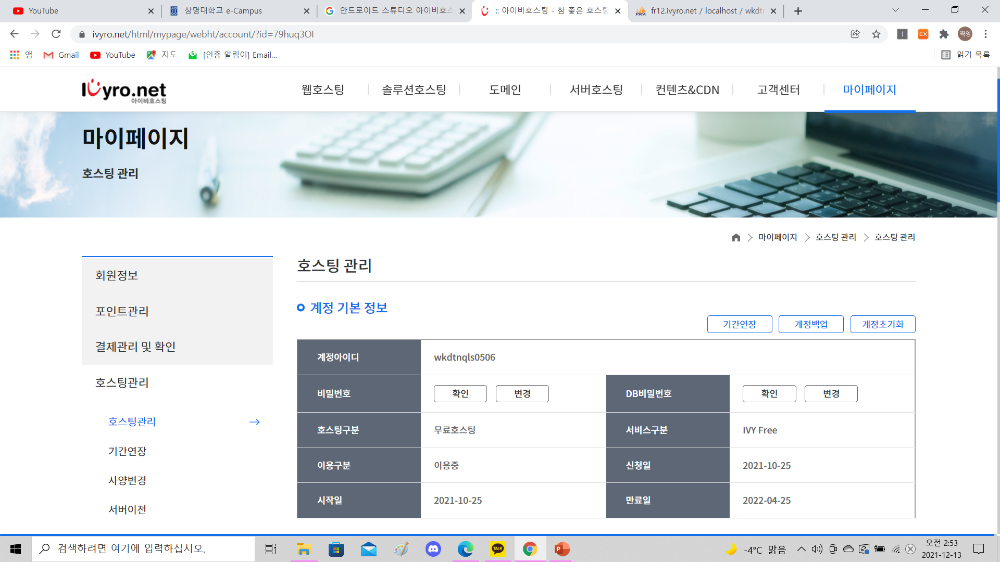 YouTube
상명대학교 e-Campus
안드로이드 스튜디오 아이비호스
:: 아이비호스팅 - 참 좋은 호스팅
fr12.ivyro.net / localhost / wkdt
ivyro.net/html/mypage/webht/account/?id=79huq3OI
EX
짝잉
앱
Gmail
YouTube
지도
[인증 알림이] Email...
읽기 목록
ivyro.net
아이비호스팅
웹호스팅
솔루션호스팅
도메인
서버호스팅
컨텐츠&CDN
고객센터
마이페이지
마이페이지
호스팅 관리
마이페이지
호스팅 관리
호스팅 관리
회원정보
포인트관리
결제관리 및 확인
호스팅관리
호스팅관리
기간연장
사양변경
서버이전
호스팅 관리
계정 기본 정보
기간연장 계정백업 계정초기화
계정아이디 wkdtnqls0506
비밀번호 확인 변경 DB비밀번호 확인 변경
호스팅구분 무료호스팅 서비스구분 IVY Free
이용구분 이용중 신청일 2021-10-25
시작일 2021-10-25 만료일 2022-04-25
검색하려면 여기에 입력하십시오.
TALK
-4°C 맑음
오전 2:53
2021-12-13